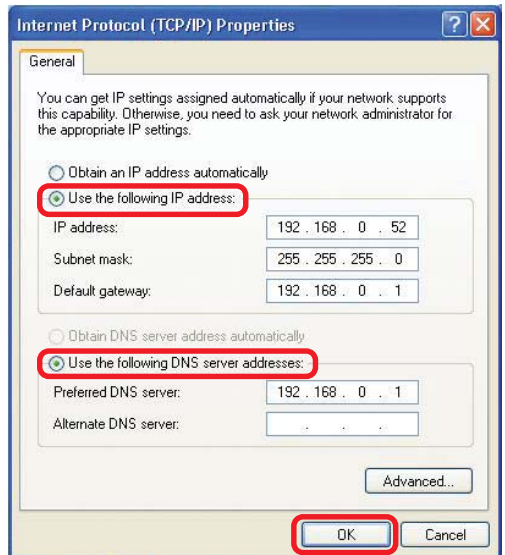 Internet Protocol (TCP/IP) Properties
General
You can get IP settings assigned automatically if your network supports
this capability. Otherwise, you need to ask your network administrator for
the appropriate IP settings.
Obtain an IP address automatically
Use the following IP address:
IP address: 192 . 168 . 0 . 52
Subnet mask: 255 . 255 . 255 . 0
Default gateway: 192 . 168 . 0 . 1
Obtain DNS server address automatically
Use the following DNS server addresses:
Preferred DNS server: 192 . 168 . 0 . 1
Alternate DNS server: . . .
Advanced...
OK Cancel